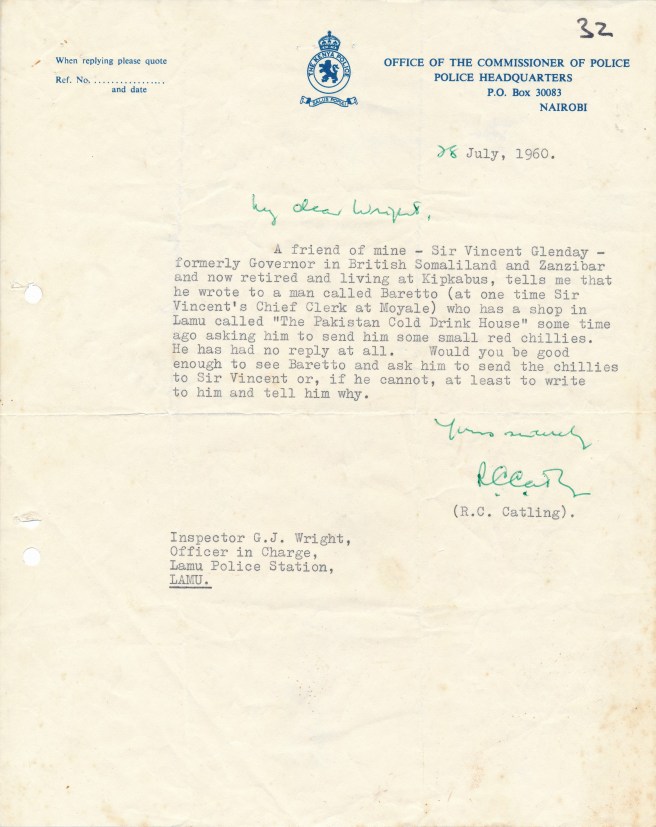 32
When replying please quote
Ref. No. ...................
and date
THE KENYA POLICE
SALUS POPULI
OFFICE OF THE COMMISSIONER OF POLICE
POLICE HEADQUARTERS
P.O. Box 30083
NAIROBI
28 July, 1960.
My dear Wright,
A friend of mine - Sir Vincent Glenday -
formerly Governor in British Somaliland and Zanzibar
and now retired and living at Kipkabus, tells me that
he wrote to a man called Baretto (at one time Sir
Vincent's Chief Clerk at Moyale) who has a shop in
Lamu called "The Pakistan Cold Drink House" some time
ago asking him to send him some small red chillies.
He has had no reply at all. Would you be good
enough to see Baretto and ask him to send the chillies
to Sir Vincent or, if he cannot, at least to write
to him and tell him why.
Yours sincerely
R.C.Catling
(R.C. Catling).
Inspector G.J. Wright,
Officer in Charge,
Lamu Police Station,
LAMU.